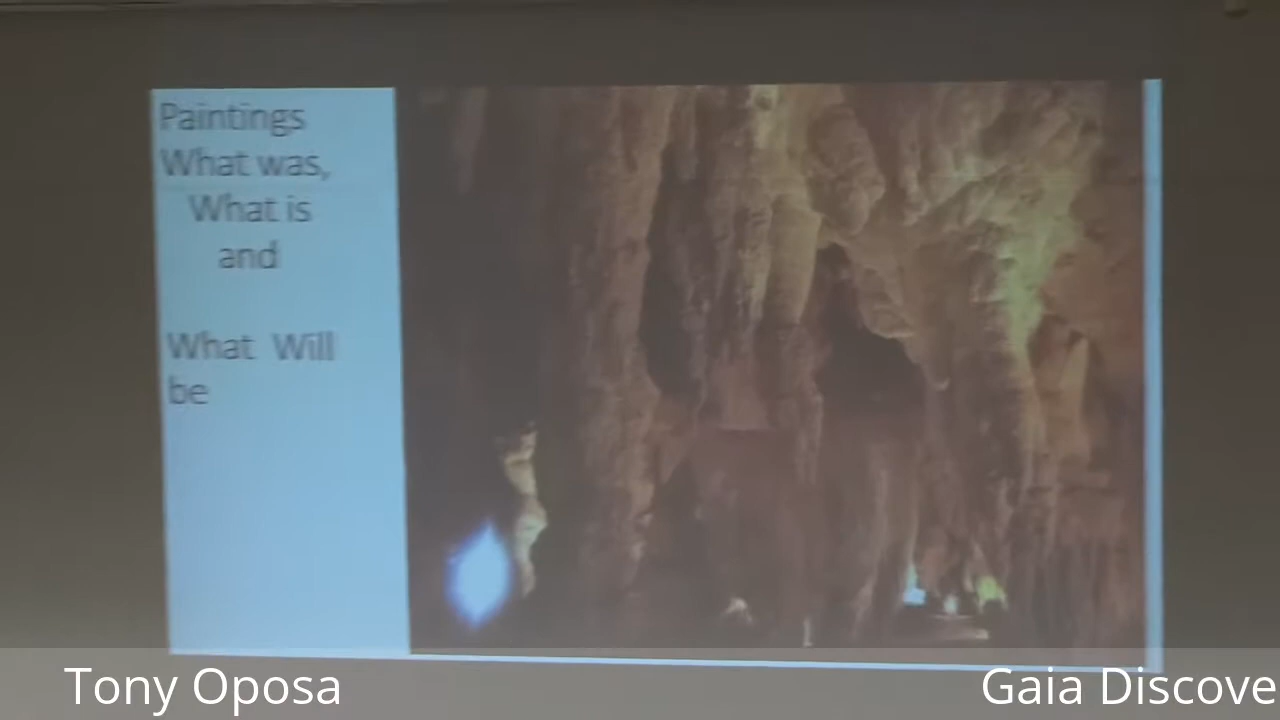 Paintings
What was,
What is
and
What Will
be
Tony Oposa
Gaia Discove